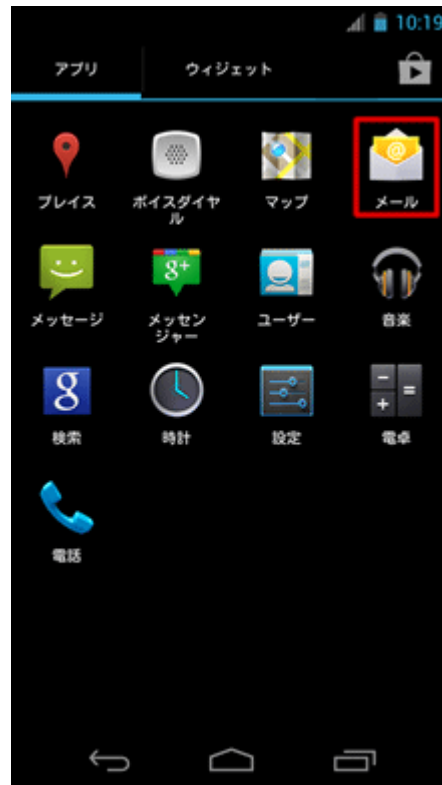 10:19
アプリ ウィジェット
プレイス ボイスダイヤ マップ メール
ル
メッセージ メッセン ユーザー 音楽
ジャー
検索 時計 設定 電卓
電話